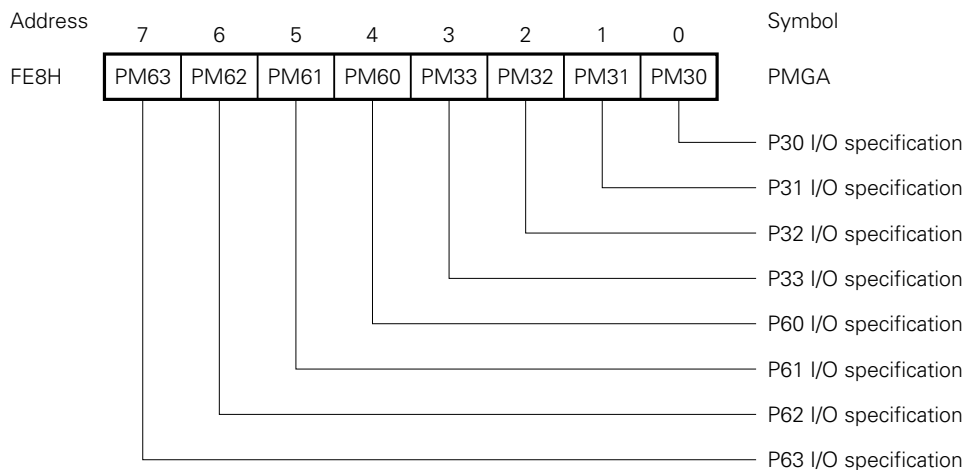 Address 7 6 5 4 3 2 1 0 Symbol
FE8H PM63 PM62 PM61 PM60 PM33 PM32 PM31 PM30 PMGA
P30 I/O specification
P31 I/O specification
P32 I/O specification
P33 I/O specification
P60 I/O specification
P61 I/O specification
P62 I/O specification
P63 I/O specification